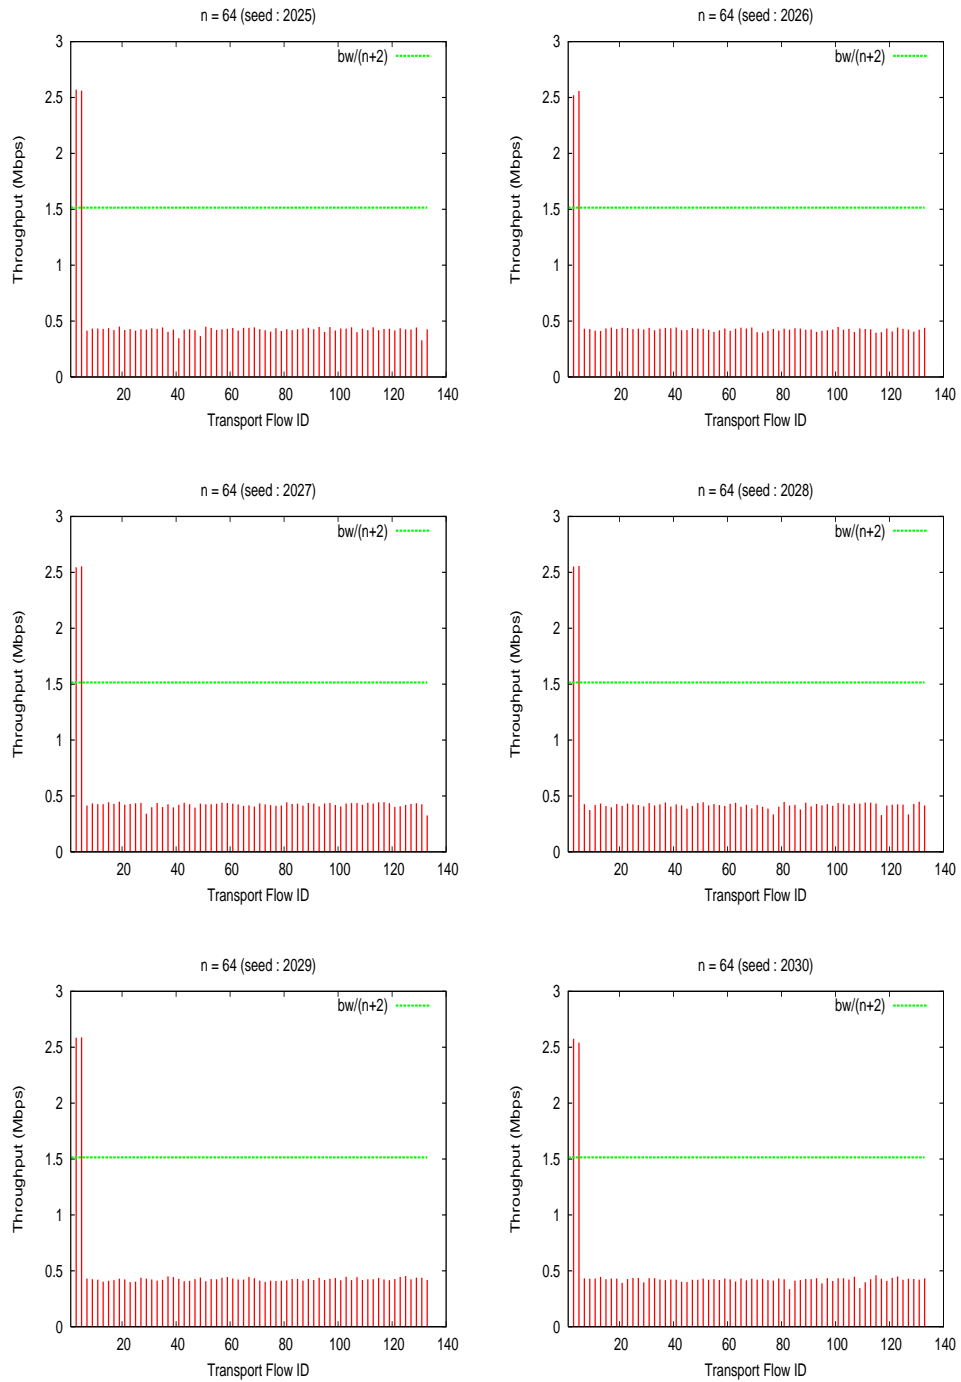 n = 64 (seed : 2025)
3
2.5
2
1.5
1
0.5
0
Throughput (Mbps)
bw/(n+2)
20 40 60 80 100 120 140
Transport Flow ID
n = 64 (seed : 2026)
3
2.5
2
1.5
1
0.5
0
Throughput (Mbps)
bw/(n+2)
20 40 60 80 100 120 140
Transport Flow ID
n = 64 (seed : 2027)
3
2.5
2
1.5
1
0.5
0
Throughput (Mbps)
bw/(n+2)
20 40 60 80 100 120 140
Transport Flow ID
n = 64 (seed : 2028)
3
2.5
2
1.5
1
0.5
0
Throughput (Mbps)
bw/(n+2)
20 40 60 80 100 120 140
Transport Flow ID
n = 64 (seed : 2029)
3
2.5
2
1.5
1
0.5
0
Throughput (Mbps)
bw/(n+2)
20 40 60 80 100 120 140
Transport Flow ID
n = 64 (seed : 2030)
3
2.5
2
1.5
1
0.5
0
Throughput (Mbps)
bw/(n+2)
20 40 60 80 100 120 140
Transport Flow ID